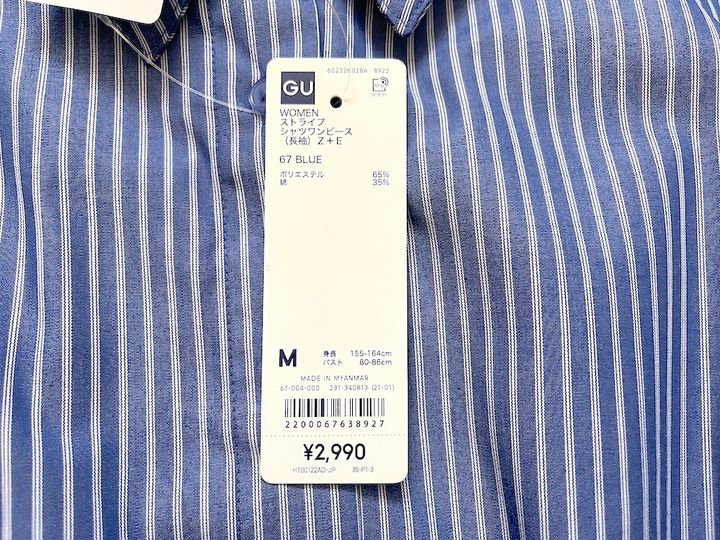 60232H028A 8922
GU
WOMEN
ストライプ
シャツワンピース
(長袖) Z+E
67 BLUE
ポリエステル 65%
綿 35%
M 身長 155-164cm
バスト 80-86cm
MADE IN MYANMAR
67-004-000 231-340813 (21-01)
2200067638927
¥2,990
HT00122AD-JP 35-P1-3